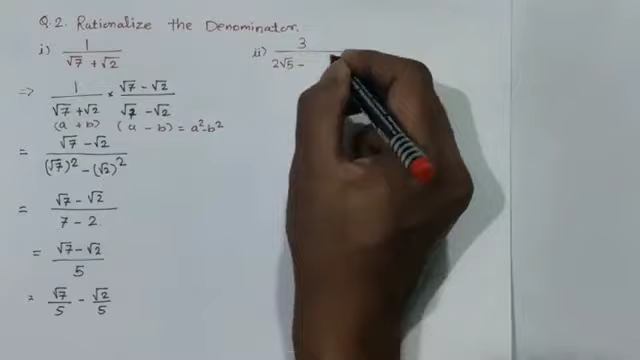 Q.2. Rationalize the Denominator.
i) 1 / √7 + √2
⇒ 1 / √7 + √2 × √7 - √2 / √7 - √2
(a + b) (a - b) = a² - b²
= √7 - √2 / (√7)² - (√2)²
= √7 - √2 / 7 - 2
= √7 - √2 / 5
= √7 / 5 - √2 / 5
ii) 3 / 2√5 -